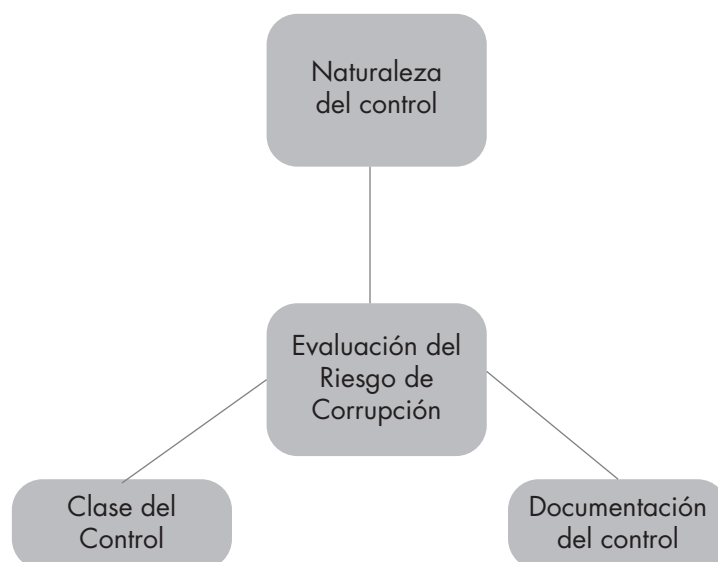 Naturaleza
del control
Evaluación del
Riesgo de
Corrupción
Clase del
Control
Documentación
del control